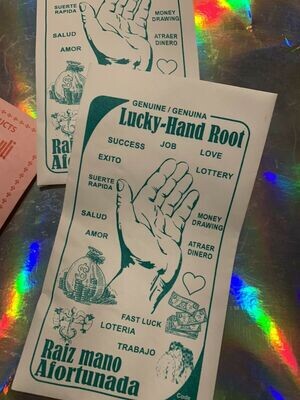 SUERTE
RAPIDA
MONEY
DRAWING
SALUD
ATRAER
DINERO
AMOR
Raiz
Afort
GENUINE / GENUINA
Lucky-Hand Root
SUCCESS
JOB
LOVE
EXITO
LOTTERY
SUERTE
RAPIDA
SALUD
MONEY
DRAWING
AMOR
ATRAER
DINERO
FAST LUCK
LOTERIA
TRABAJO
Raiz mano
Afortunada